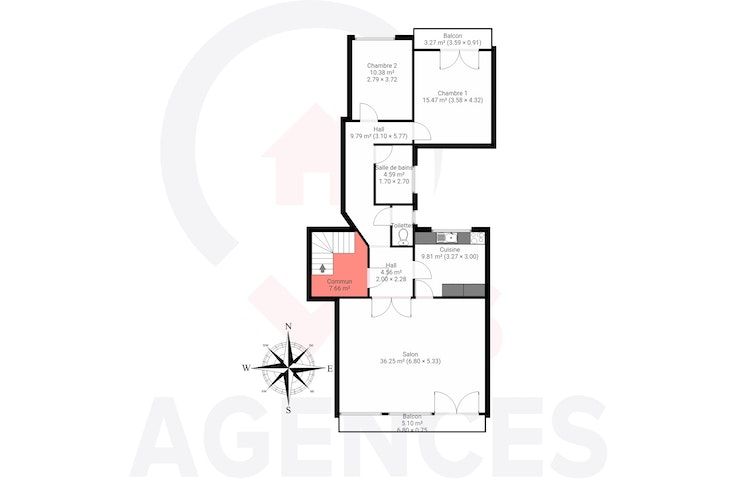 Balcon
3.27 m² (3.59 × 0.91)
Chambre 2
10.38 m²
2.79 × 3.72
Chambre 1
15.47 m² (3.58 × 4.32)
Hall
9.79 m² (3.10 × 5.77)
Salle de bains
4.59 m²
1.70 × 2.70
Toilette
Cuisine
9.81 m² (3.27 × 3.00)
Hall
4.56 m²
2.00 × 2.28
Commun
7.66 m²
N
W
E
S
Salon
36.25 m² (6.80 × 5.33)
Balcon
5.10 m²
6.80 × 0.75
AGENCES